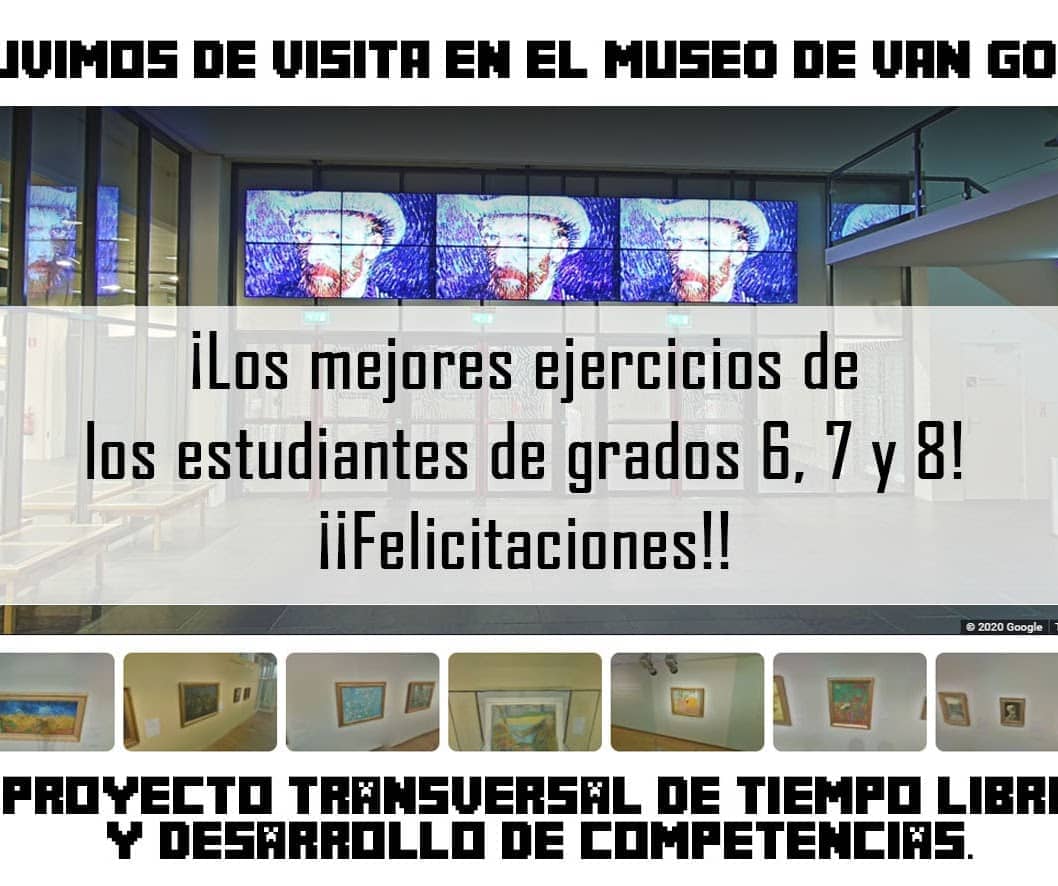 UVIMOS DE VISITA EN EL MUSEO DE VAN GO
¡Los mejores ejercicios de
los estudiantes de grados 6, 7 y 8!
¡¡Felicitaciones!!
© 2020 Google
PROYECTO TRANSVERSAL DE TIEMPO LIBR
Y DESARROLLO DE COMPETENCIAS.